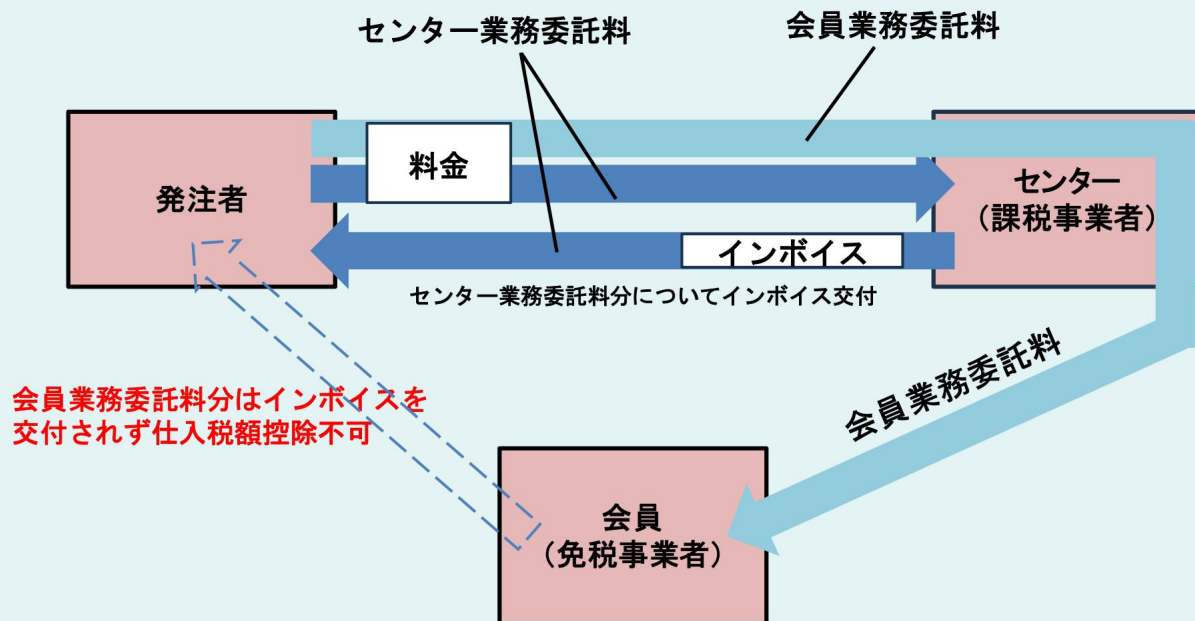 センター業務委託料
会員業務委託料
発注者
料金
センター
（課税事業者）
インボイス
センター業務委託料分についてインボイス交付
会員業務委託料分はインボイスを
交付されず仕入税額控除不可
会員業務委託料
会員
（免税事業者）